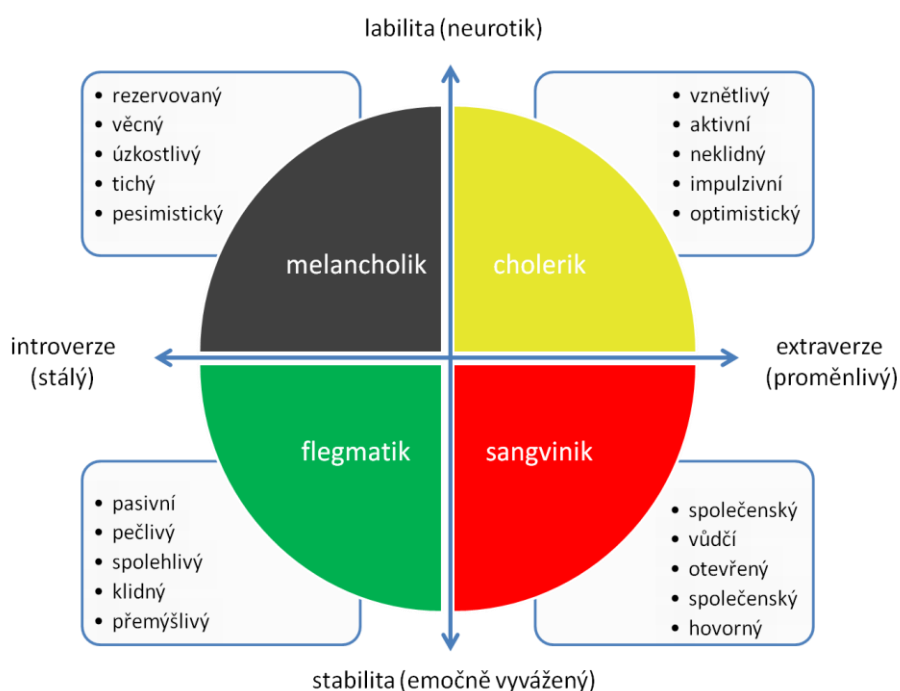 labilita (neurotik)
• rezervovaný
• věcný
• úzkostlivý
• tichý
• pesimistický
• vznětlivý
• aktivní
• neklidný
• impulzivní
• optimistický
melancholik
cholerik
introverze
(stálý)
extraverze
(proměnlivý)
flegmatik
sangvinik
• pasivní
• pečlivý
• spolehlivý
• klidný
• přemýšlivý
• společenský
• vůdčí
• otevřený
• společenský
• hovorný
stabilita (emočně vyvážený)